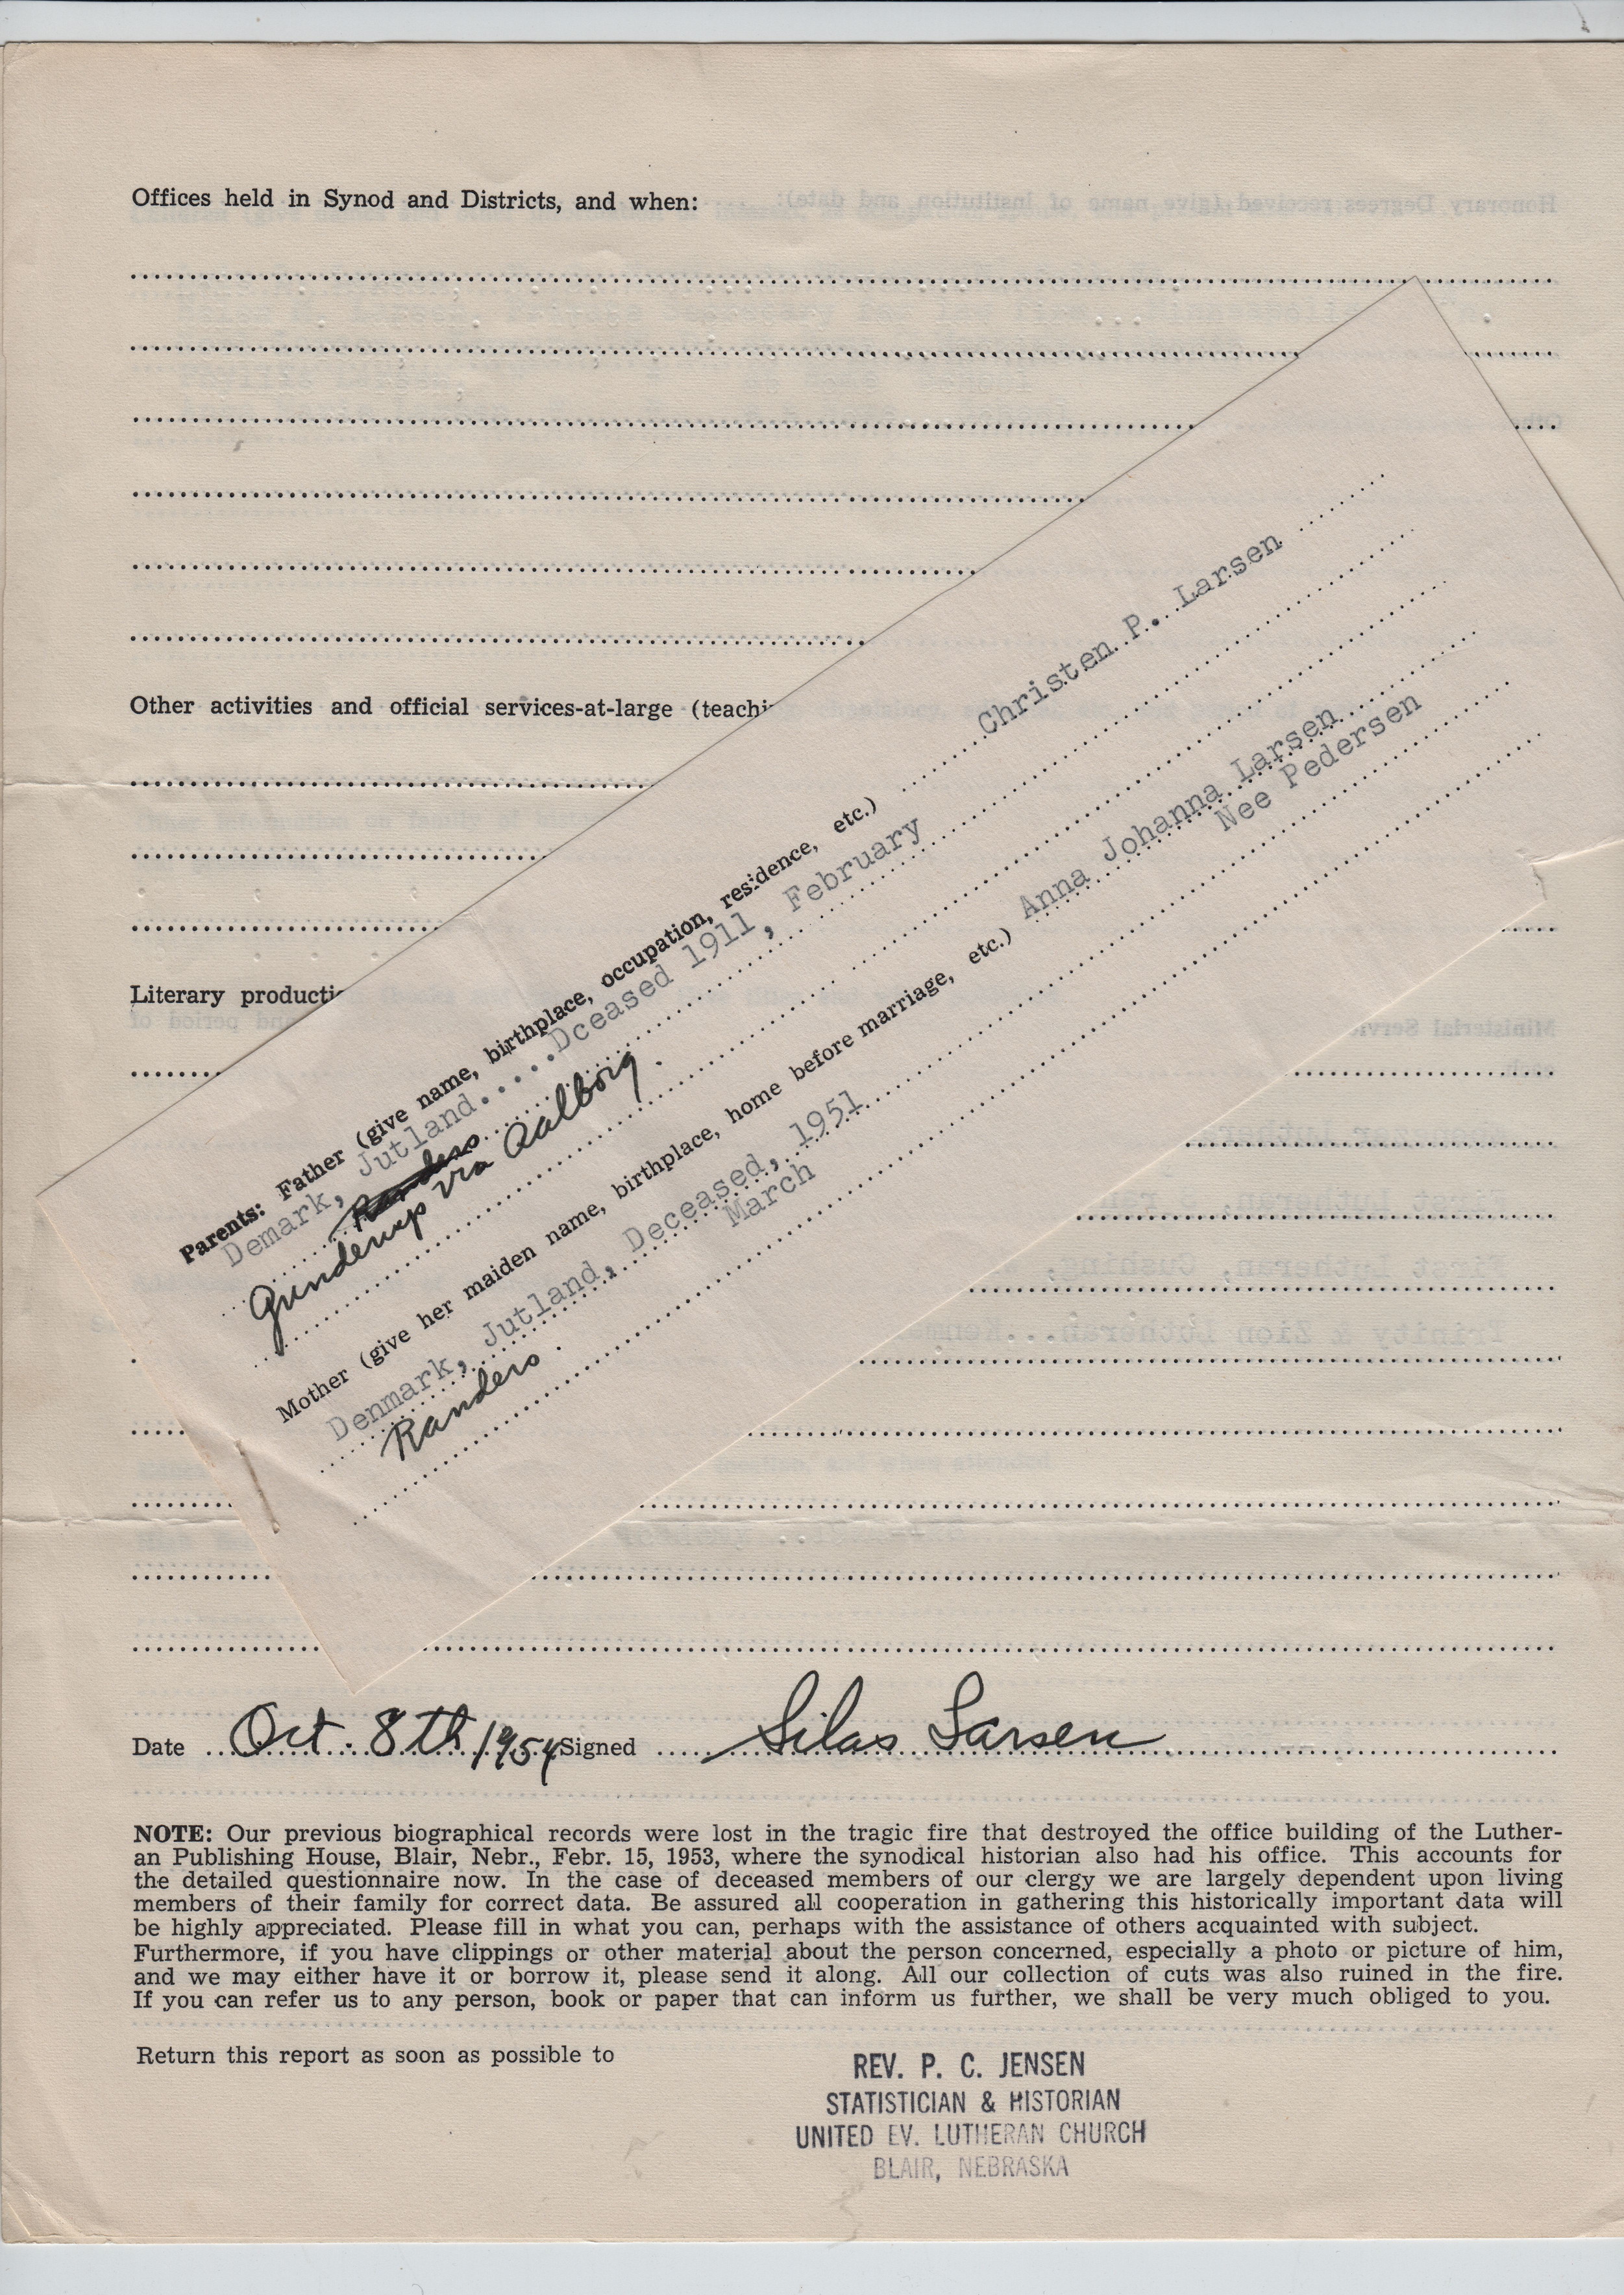 Offices held in Synod and Districts, and when:
Other activities and official services-at-large
Literary
Parents: Father (give name, birthplace, occupation, residence, etc.) Christen P. Larsen
Demark, Jutland.....Dceased 1911, February
Randers
Gunderup via Aalborg.
Mother (give her maiden name, birthplace, home before marriage, etc.) Anna Johanna Larsen
Nee Pedersen
Denmark, Jutland, Deceased, 1951
March
Randers.
Date Oct. 8th 1954 Signed Silas Larsen
NOTE: Our previous biographical records were lost in the tragic fire that destroyed the office building of the Luther-
an Publishing House, Blair, Nebr., Febr. 15, 1953, where the synodical historian also had his office. This accounts for
the detailed questionnaire now. In the case of deceased members of our clergy we are largely dependent upon living
members of their family for correct data. Be assured all cooperation in gathering this historically important data will
be highly appreciated. Please fill in what you can, perhaps with the assistance of others acquainted with subject.
Furthermore, if you have clippings or other material about the person concerned, especially a photo or picture of him,
and we may either have it or borrow it, please send it along. All our collection of cuts was also ruined in the fire.
If you can refer us to any person, book or paper that can inform us further, we shall be very much obliged to you.
Return this report as soon as possible to
REV. P. C. JENSEN
STATISTICIAN & HISTORIAN
UNITED EV. LUTHERAN CHURCH
BLAIR, NEBRASKA